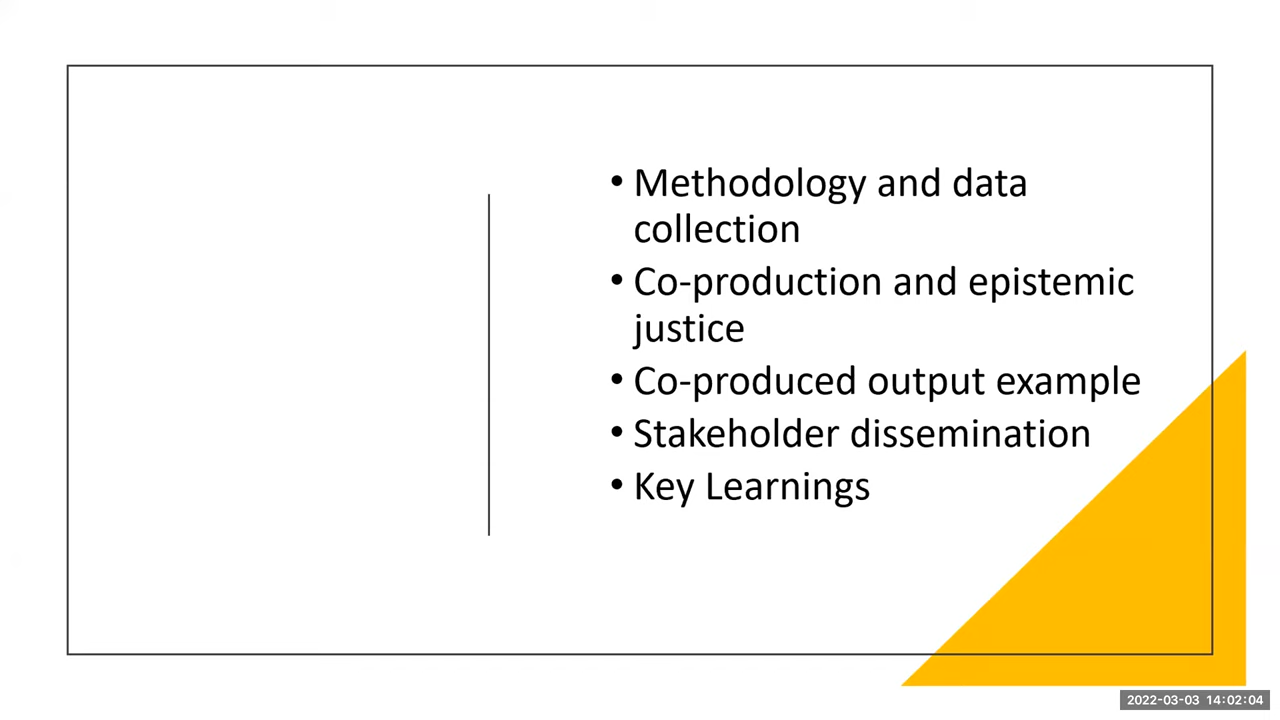 • Methodology and data
collection
• Co-production and epistemic
justice
• Co-produced output example
• Stakeholder dissemination
• Key Learnings
2022-03-03 14:02:04